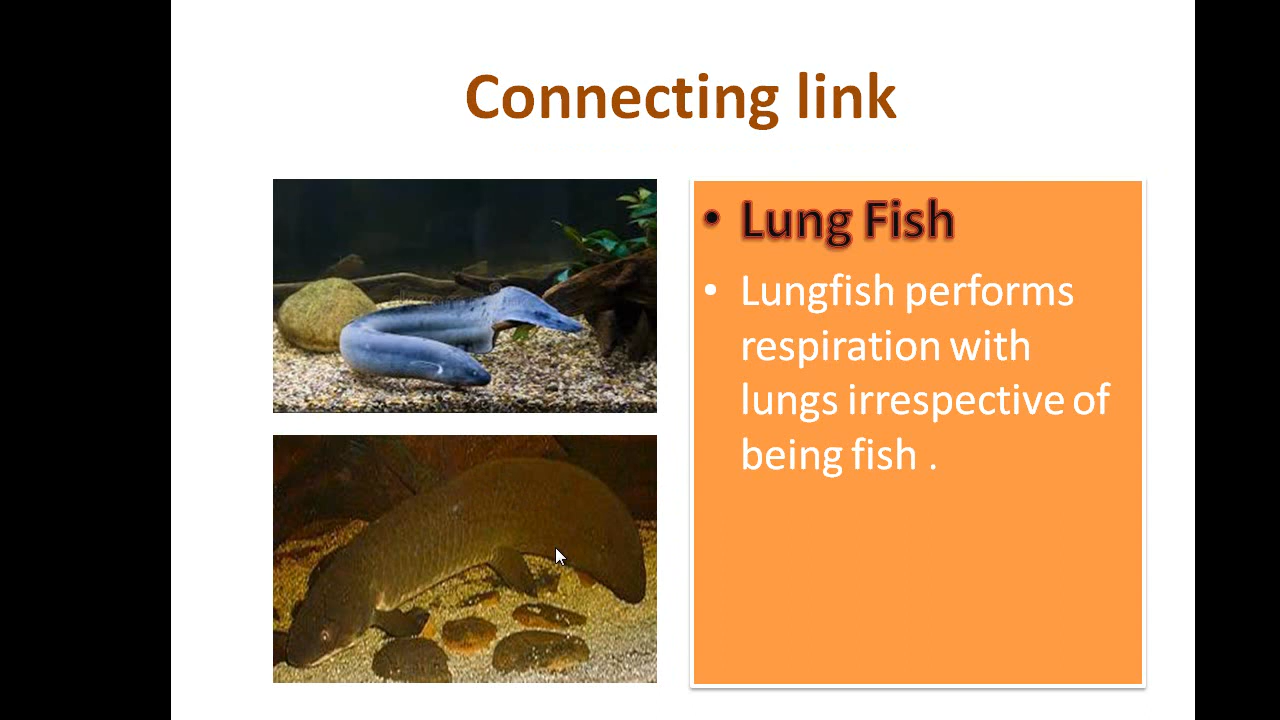 Connecting link
• Lung Fish
• Lungfish performs
respiration with
lungs irrespective of
being fish .